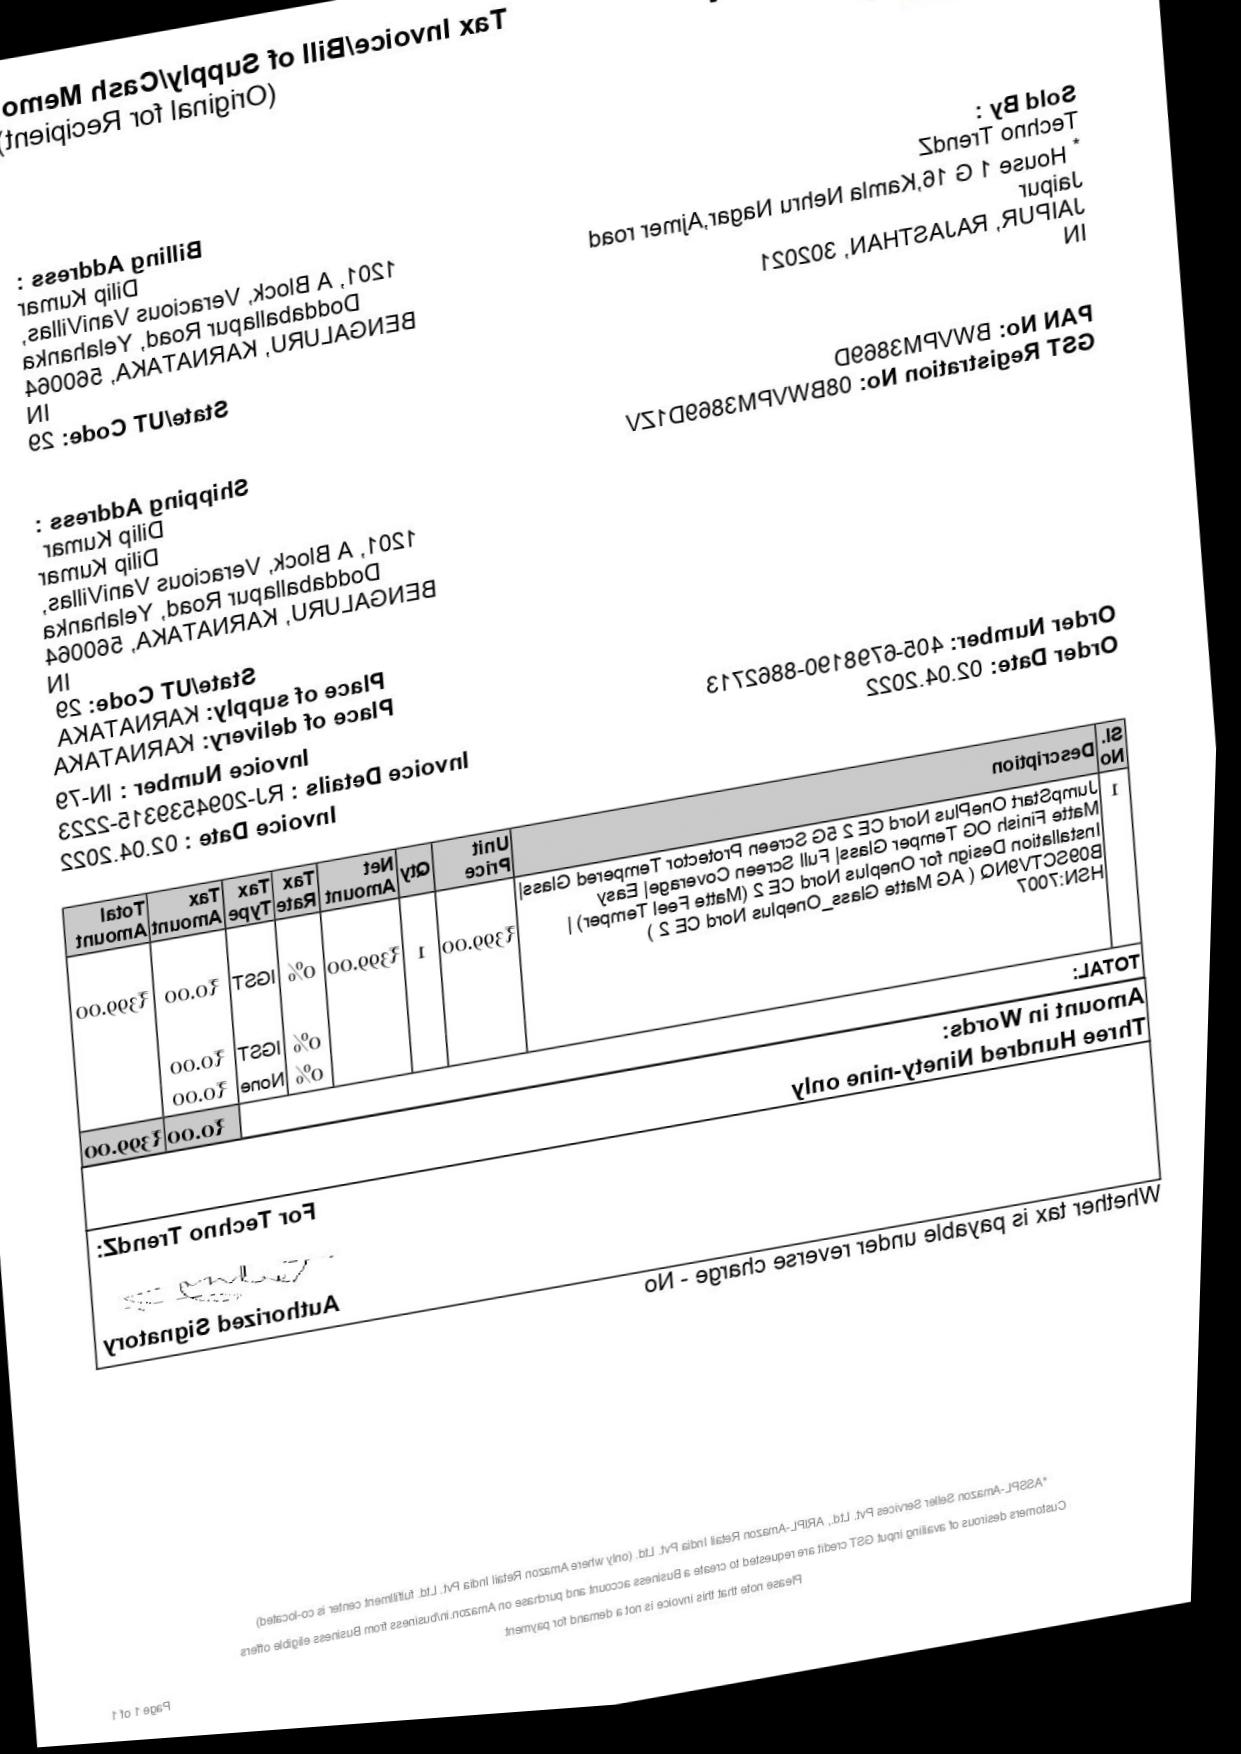 Tax Invoice/Bill of Supply/Cash Memo
(Original for Recipient)
Sold By :
Techno TrendZ
* House 1 G 16,Kamla Nehru Nagar,Ajmer road
Jaipur
JAIPUR, RAJASTHAN, 302021
IN
PAN No: BWVPM3869D
GST Registration No: 08BWVPM3869D1ZV
Billing Address :
Dilip Kumar
1201, A Block, Veracious VaniVillas,
Doddaballapur Road, Yelahanka
BENGALURU, KARNATAKA, 560064
IN
State/UT Code: 29
Shipping Address :
Dilip Kumar
Dilip Kumar
1201, A Block, Veracious VaniVillas,
Doddaballapur Road, Yelahanka
BENGALURU, KARNATAKA, 560064
IN
State/UT Code: 29
Place of supply: KARNATAKA
Place of delivery: KARNATAKA
Order Number: 405-6798190-8862713
Order Date: 02.04.2022
Invoice Number : IN-79
Invoice Details : RJ-2094539315-2223
Invoice Date : 02.04.2022
Sl. No Description Unit Price Qty Net Amount Tax Rate Tax Type Tax Amount Total Amount
1 JumpStart OnePlus Nord CE 2 5G Screen Protector Tempered Glass|
Matte Finish OG Temper Glass| Full Screen Coverage| Easy
Installation Design for Oneplus Nord CE 2 (Matte Feel Temper) |
B09SCTV9NQ ( AG Matte Glass_Oneplus Nord CE 2 )
HSN:7007
₹399.00 1 ₹399.00 0% IGST ₹0.00 ₹399.00
0% IGST ₹0.00
0% None ₹0.00
TOTAL: ₹0.00 ₹399.00
Amount in Words:
Three Hundred Ninety-nine only
For Techno TrendZ:
Authorized Signatory
Whether tax is payable under reverse charge - No
*ASSPL-Amazon Seller Services Pvt. Ltd., ARIPL-Amazon Retail India Pvt. Ltd. (only where Amazon Retail India Pvt. Ltd. fulfillment center is co-located)
Customers desirous of availing input GST credit are requested to create a Business account and purchase on Amazon.in/business from Business eligible offers
Please note that this invoice is not a demand for payment
Page 1 of 1